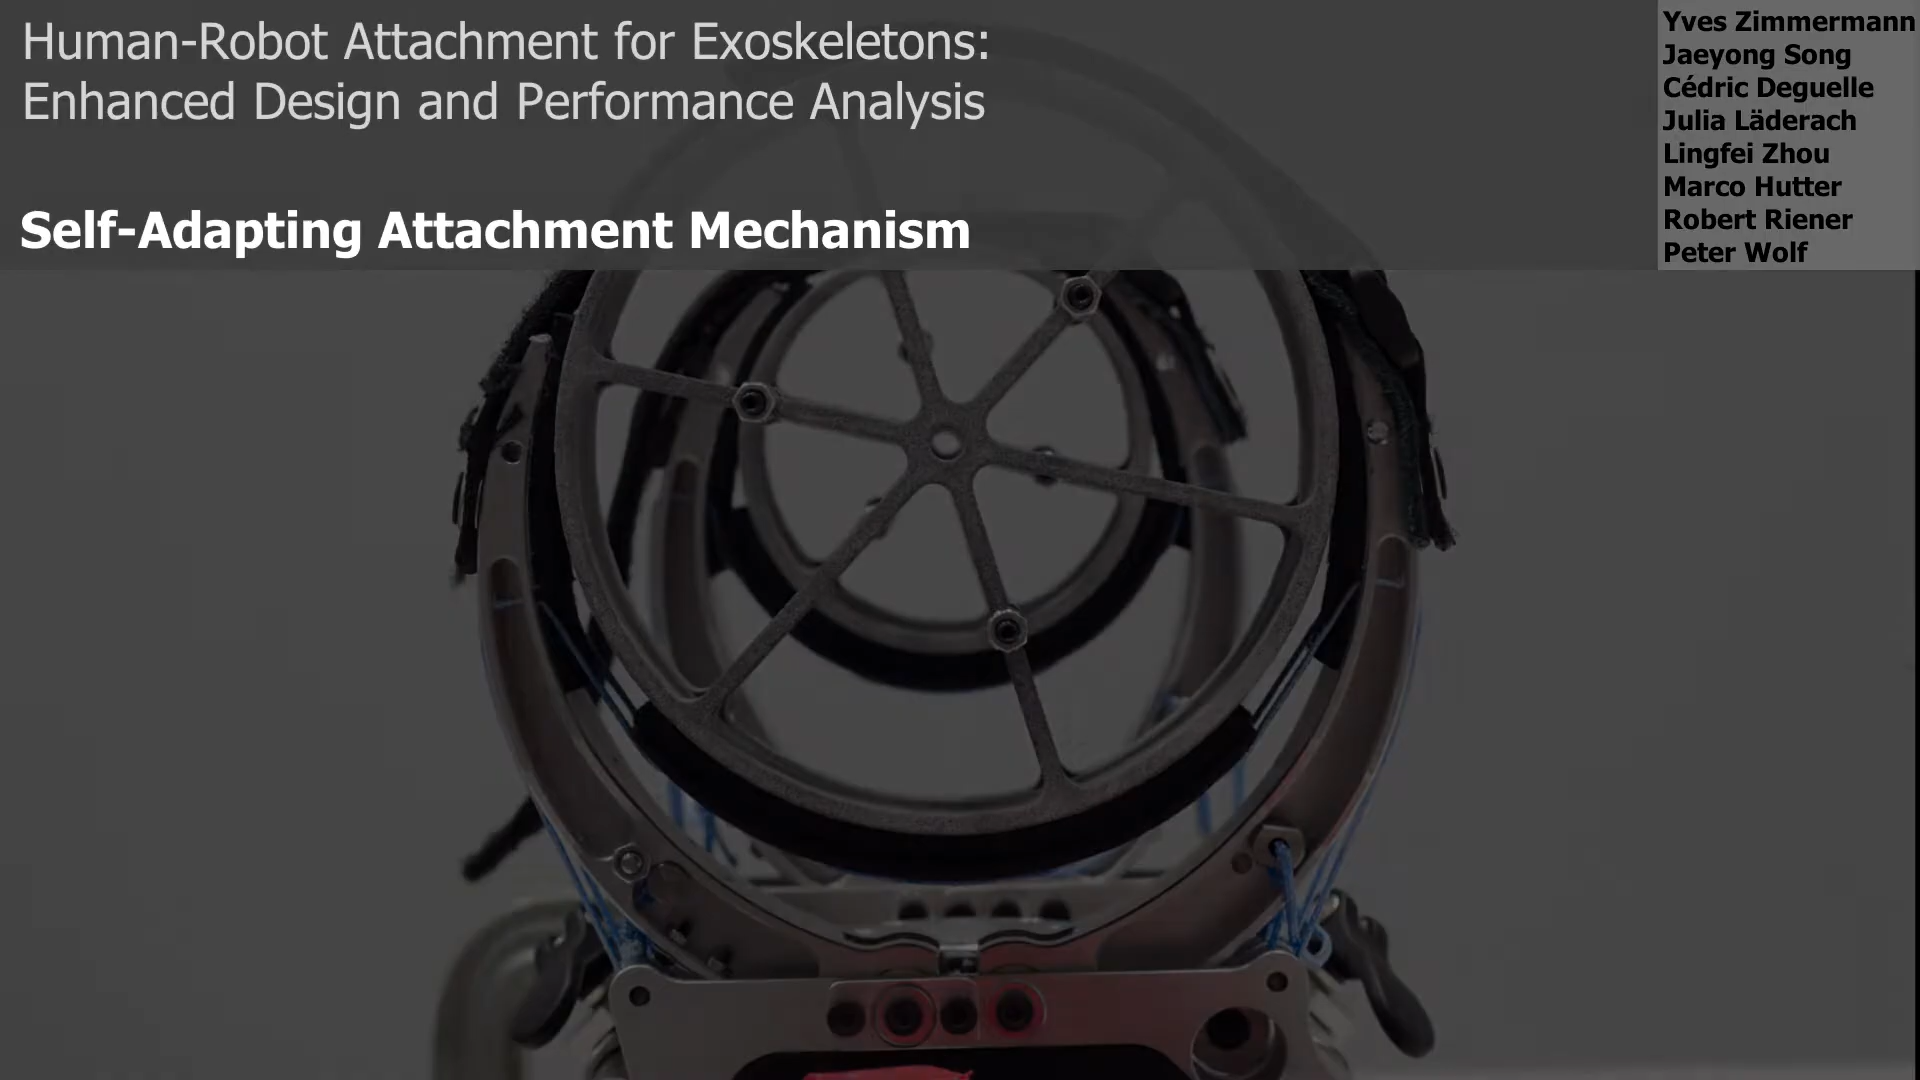 Human-Robot Attachment for Exoskeletons:
Enhanced Design and Performance Analysis
Self-Adapting Attachment Mechanism
Yves Zimmermann
Jaeyong Song
Cédric Deguelle
Julia Läderach
Lingfei Zhou
Marco Hutter
Robert Riener
Peter Wolf